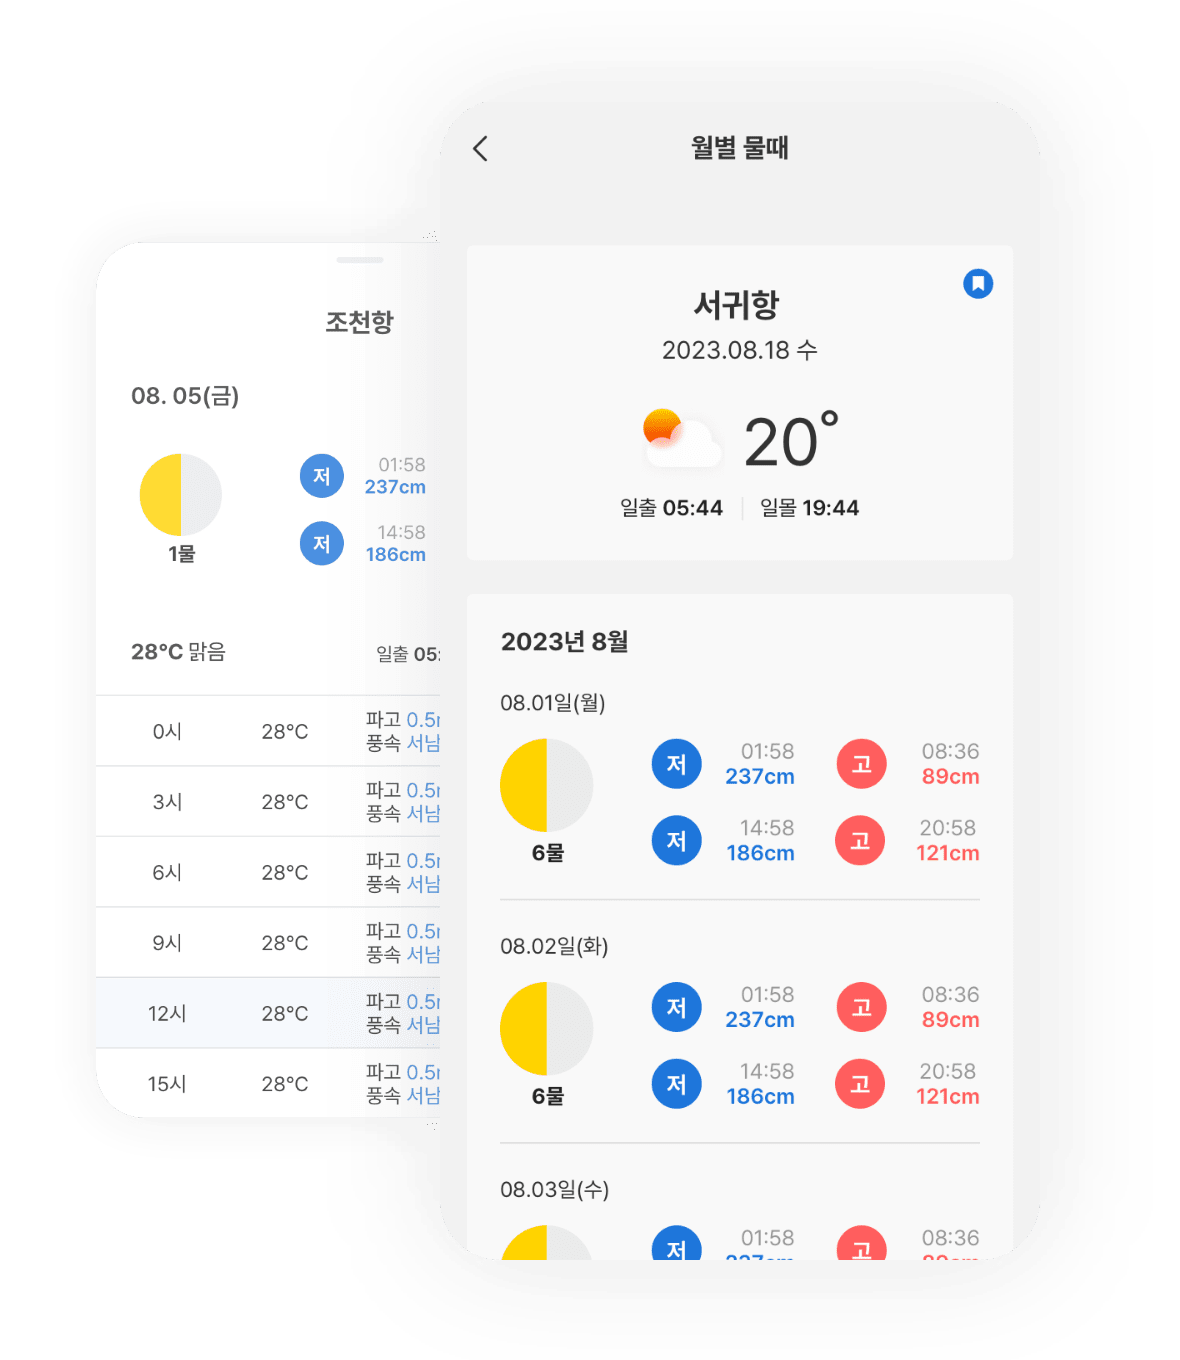 조천항
08. 05(금)
1물
저 01:58
237cm
저 14:58
186cm
28°C 맑음 일출 05:
0시 28°C 파고 0.5
풍속 서남
3시 28°C 파고 0.5
풍속 서남
6시 28°C 파고 0.5
풍속 서남
9시 28°C 파고 0.5
풍속 서남
12시 28°C 파고 0.5
풍속 서남
15시 28°C 파고 0.5
풍속 서남
월별 물때
서귀항
2023.08.18 수
20°
일출 05:44 일몰 19:44
2023년 8월
08.01일(월)
저 01:58 고 08:36
237cm 89cm
저 14:58 고 20:58
186cm 121cm
6물
08.02일(화)
저 01:58 고 08:36
237cm 89cm
저 14:58 고 20:58
186cm 121cm
6물
08.03일(수)
저 01:58 고 08:36